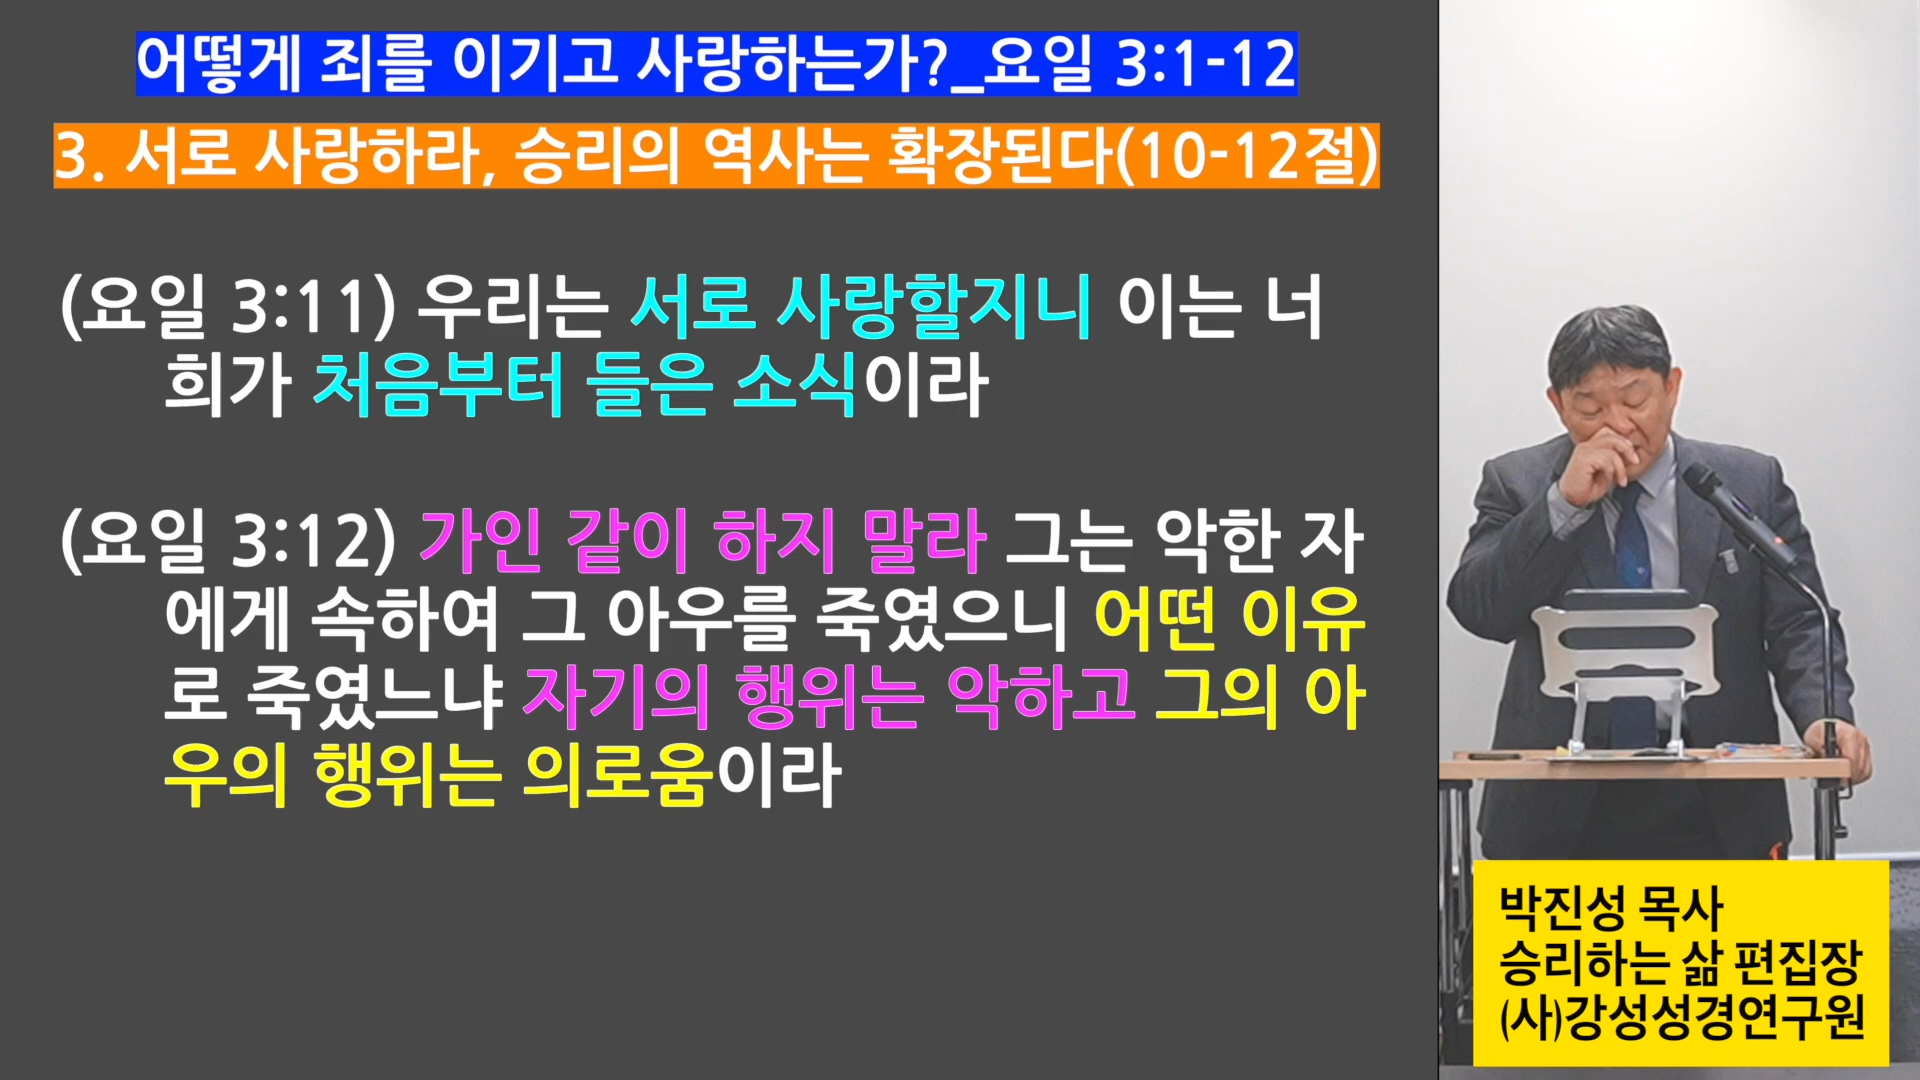 어떻게 죄를 이기고 사랑하는가?_요일 3:1-12
3. 서로 사랑하라, 승리의 역사는 확장된다(10-12절)
(요일 3:11) 우리는 서로 사랑할지니 이는 너
희가 처음부터 들은 소식이라
(요일 3:12) 가인 같이 하지 말라 그는 악한 자
에게 속하여 그 아우를 죽였으니 어떤 이유
로 죽였느냐 자기의 행위는 악하고 그의 아
우의 행위는 의로움이라
박진성 목사
승리하는 삶 편집장
(사)강성성경연구원